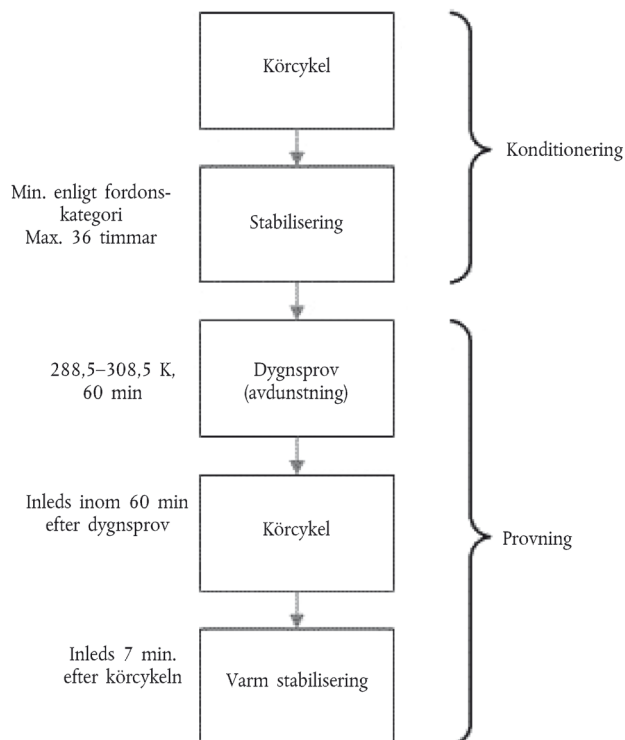 Körcykel
Konditionering
Min. enligt fordons-
kategori
Max. 36 timmar
Stabilisering
288,5–308,5 K,
60 min
Dygnsprov
(avdunstning)
Inleds inom 60 min
efter dygnsprov
Körcykel
Provning
Inleds 7 min.
efter körcykeln
Varm stabilisering